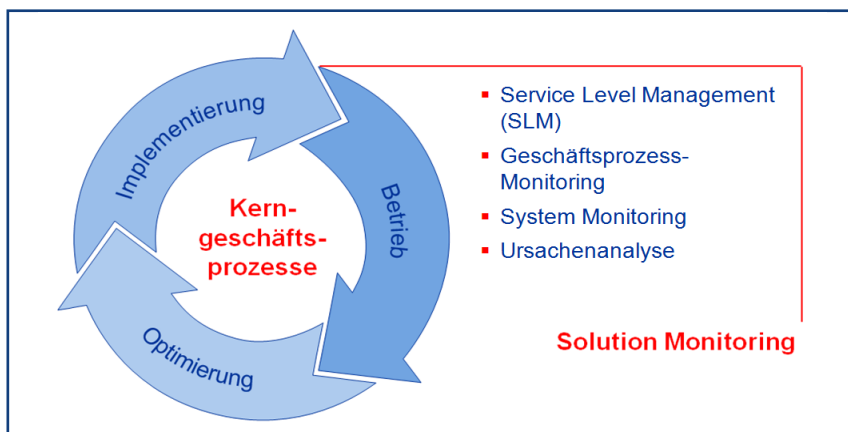 Implementierung
Betrieb
Optimierung
Kern-
geschäfts-
prozesse
Service Level Management
(SLM)
Geschäftsprozess-
Monitoring
System Monitoring
Ursachenanalyse
Solution Monitoring